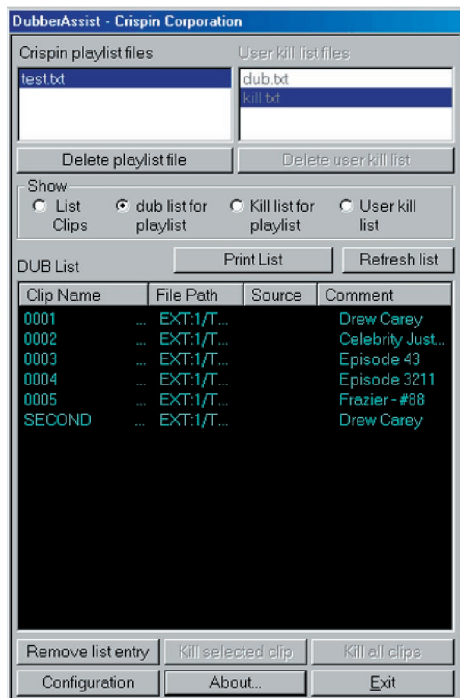 DubberAssist - Crispin Corporation
Crispin playlist files User kill list files
test.txt dub.txt
kill.txt
Delete playlist file Delete user kill list
Show
List Clips dub list for playlist Kill list for playlist User kill list
Print List Refresh list
DUB List
Clip Name File Path Source Comment
0001 ... EXT:1/T... Drew Carey
0002 ... EXT:1/T... Celebrity Just...
0003 ... EXT:1/T... Episode 43
0004 ... EXT:1/T... Episode 3211
0005 ... EXT:1/T... Frazier - #88
SECOND ... EXT:1/T... Drew Carey
Remove list entry Kill selected clip Kill all clips
Configuration About... Exit